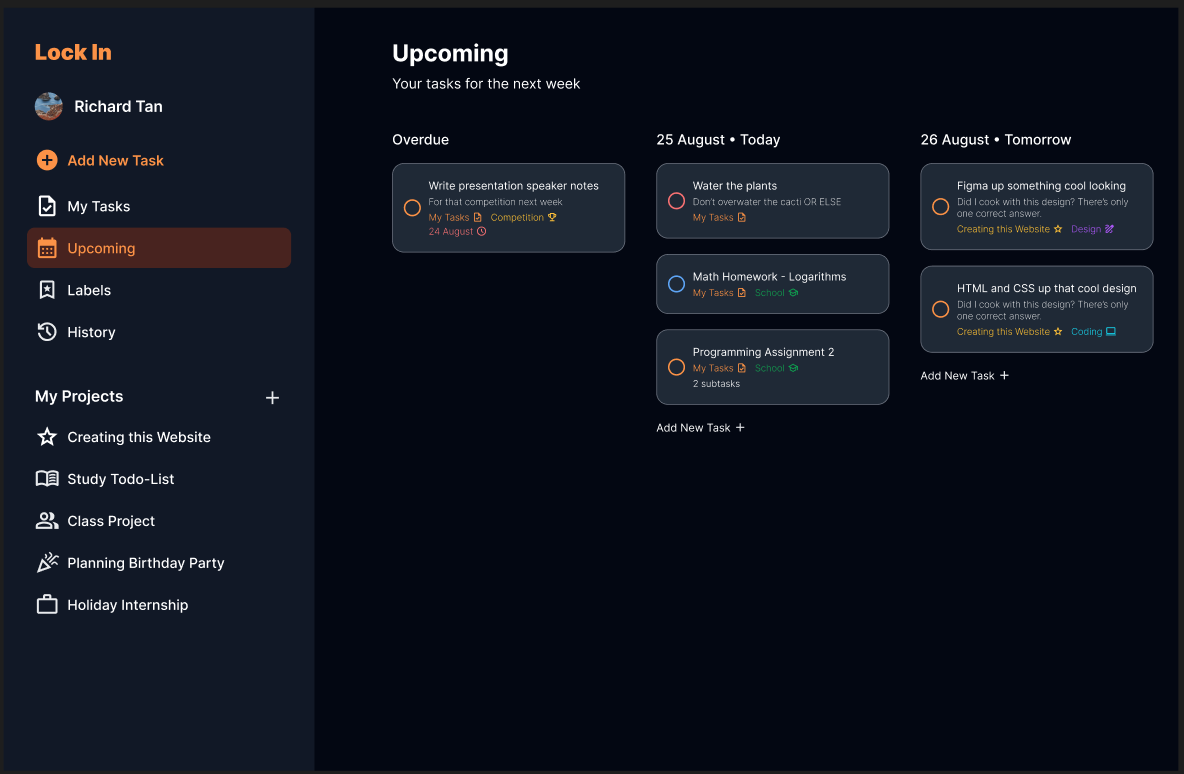 Lock In
Richard Tan
Add New Task
My Tasks
Upcoming
Labels
History
My Projects
Creating this Website
Study Todo-List
Class Project
Planning Birthday Party
Holiday Internship
Upcoming
Your tasks for the next week
Overdue
Write presentation speaker notes
For that competition next week
My Tasks Competition
24 August
25 August • Today
Water the plants
Don't overwater the cacti OR ELSE
My Tasks
Math Homework - Logarithms
My Tasks School
Programming Assignment 2
My Tasks School
2 subtasks
Add New Task +
26 August • Tomorrow
Figma up something cool looking
Did I cook with this design? There's only
one correct answer.
Creating this Website Design
HTML and CSS up that cool design
Did I cook with this design? There's only
one correct answer.
Creating this Website Coding
Add New Task +